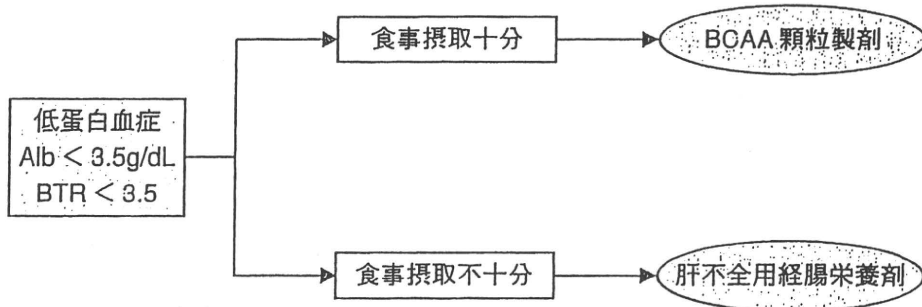 食事摂取十分
BCAA 顆粒製剤
低蛋白血症
Alb < 3.5g/dL
BTR < 3.5
食事摂取不十分
肝不全用経腸栄養剤